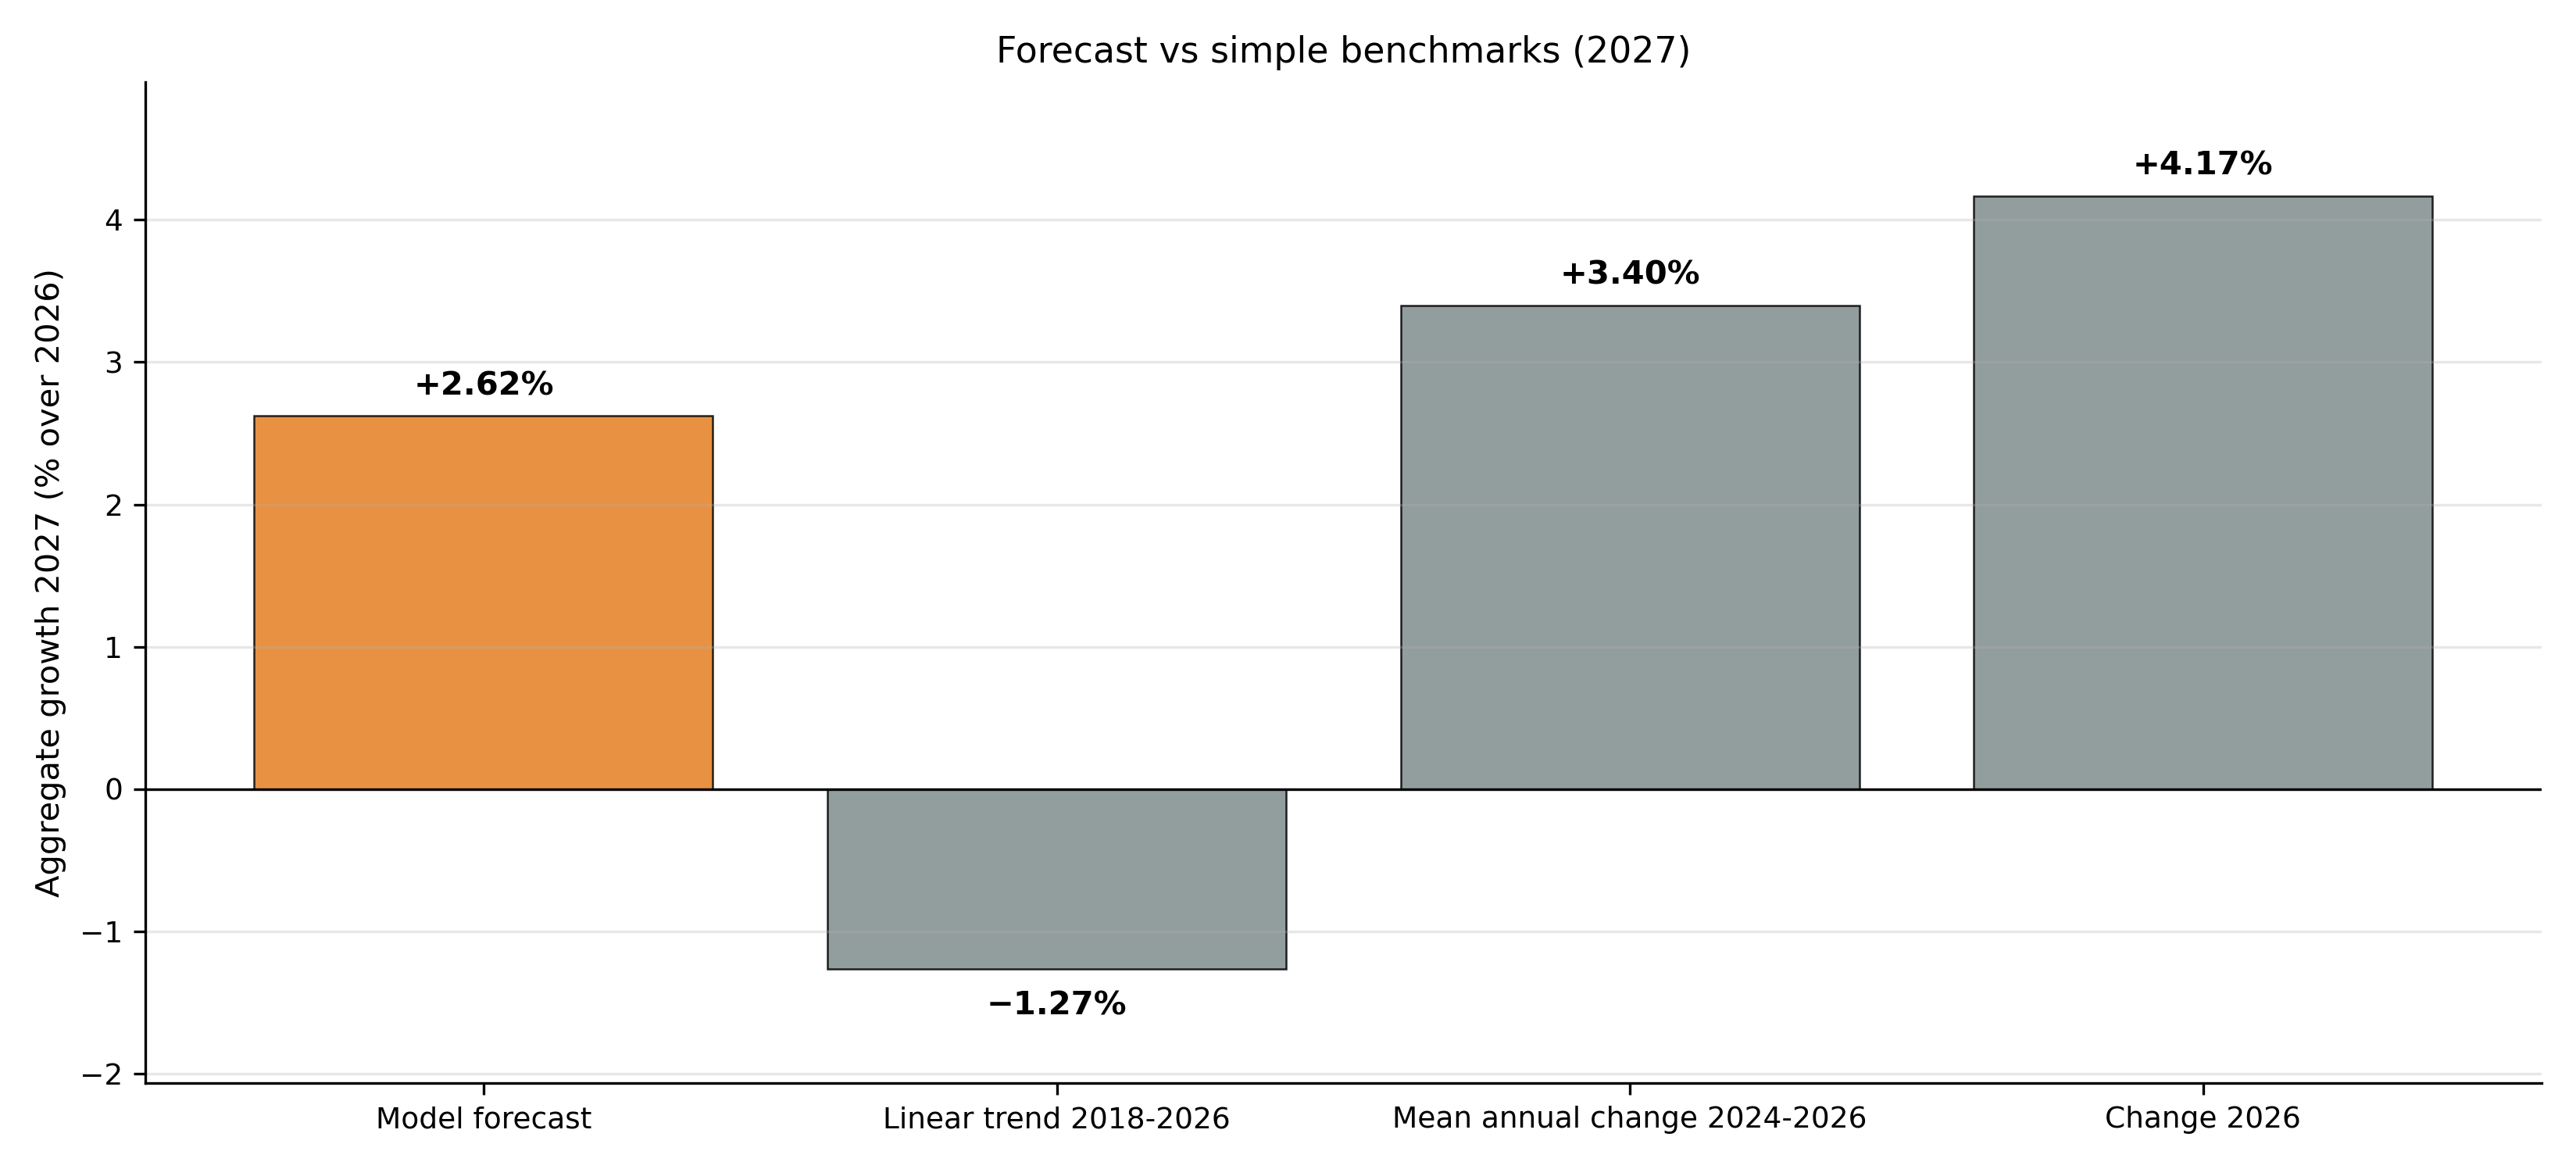 Forecast vs simple benchmarks (2027)
Aggregate growth 2027 (% over 2026)
4
3
2
1
0
−1
−2
+2.62%
−1.27%
+3.40%
+4.17%
Model forecast
Linear trend 2018-2026
Mean annual change 2024-2026
Change 2026